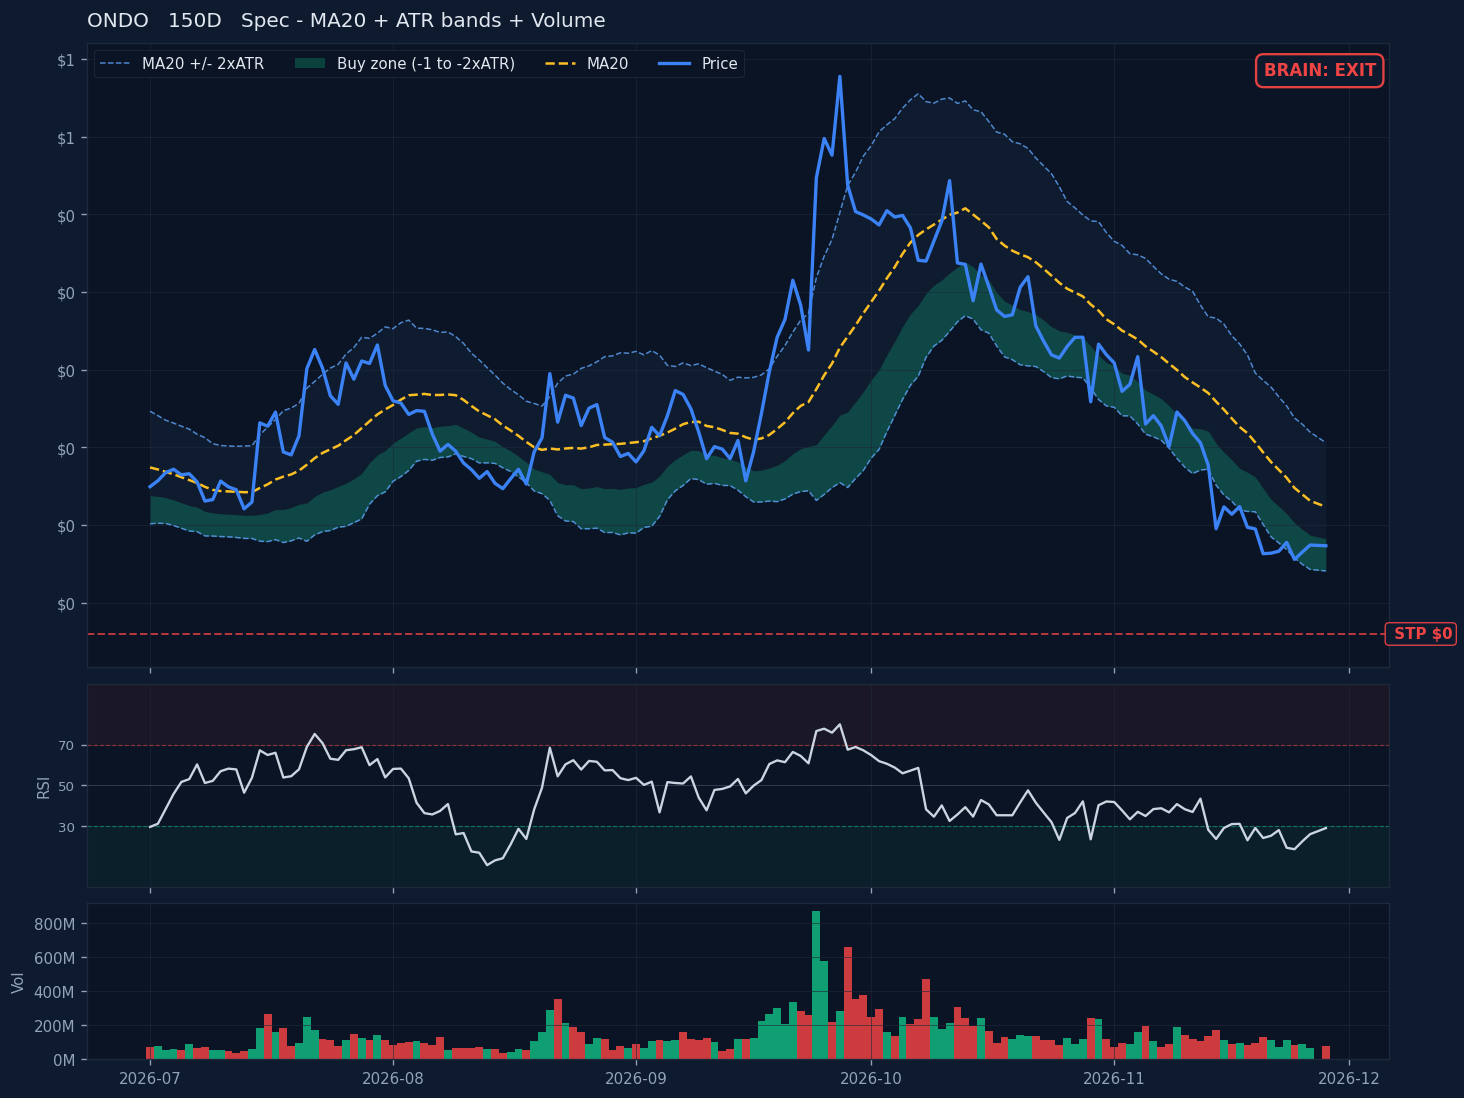 ONDO   150D   Spec - MA20 + ATR bands + Volume
MA20 +/- 2xATR   Buy zone (-1 to -2xATR)   MA20   Price
BRAIN: EXIT
$1
$1
$0
$0
$0
$0
$0
$0
STP $0
RSI
70
50
30
Vol
800M
600M
400M
200M
0M
2026-07   2026-08   2026-09   2026-10   2026-11   2026-12